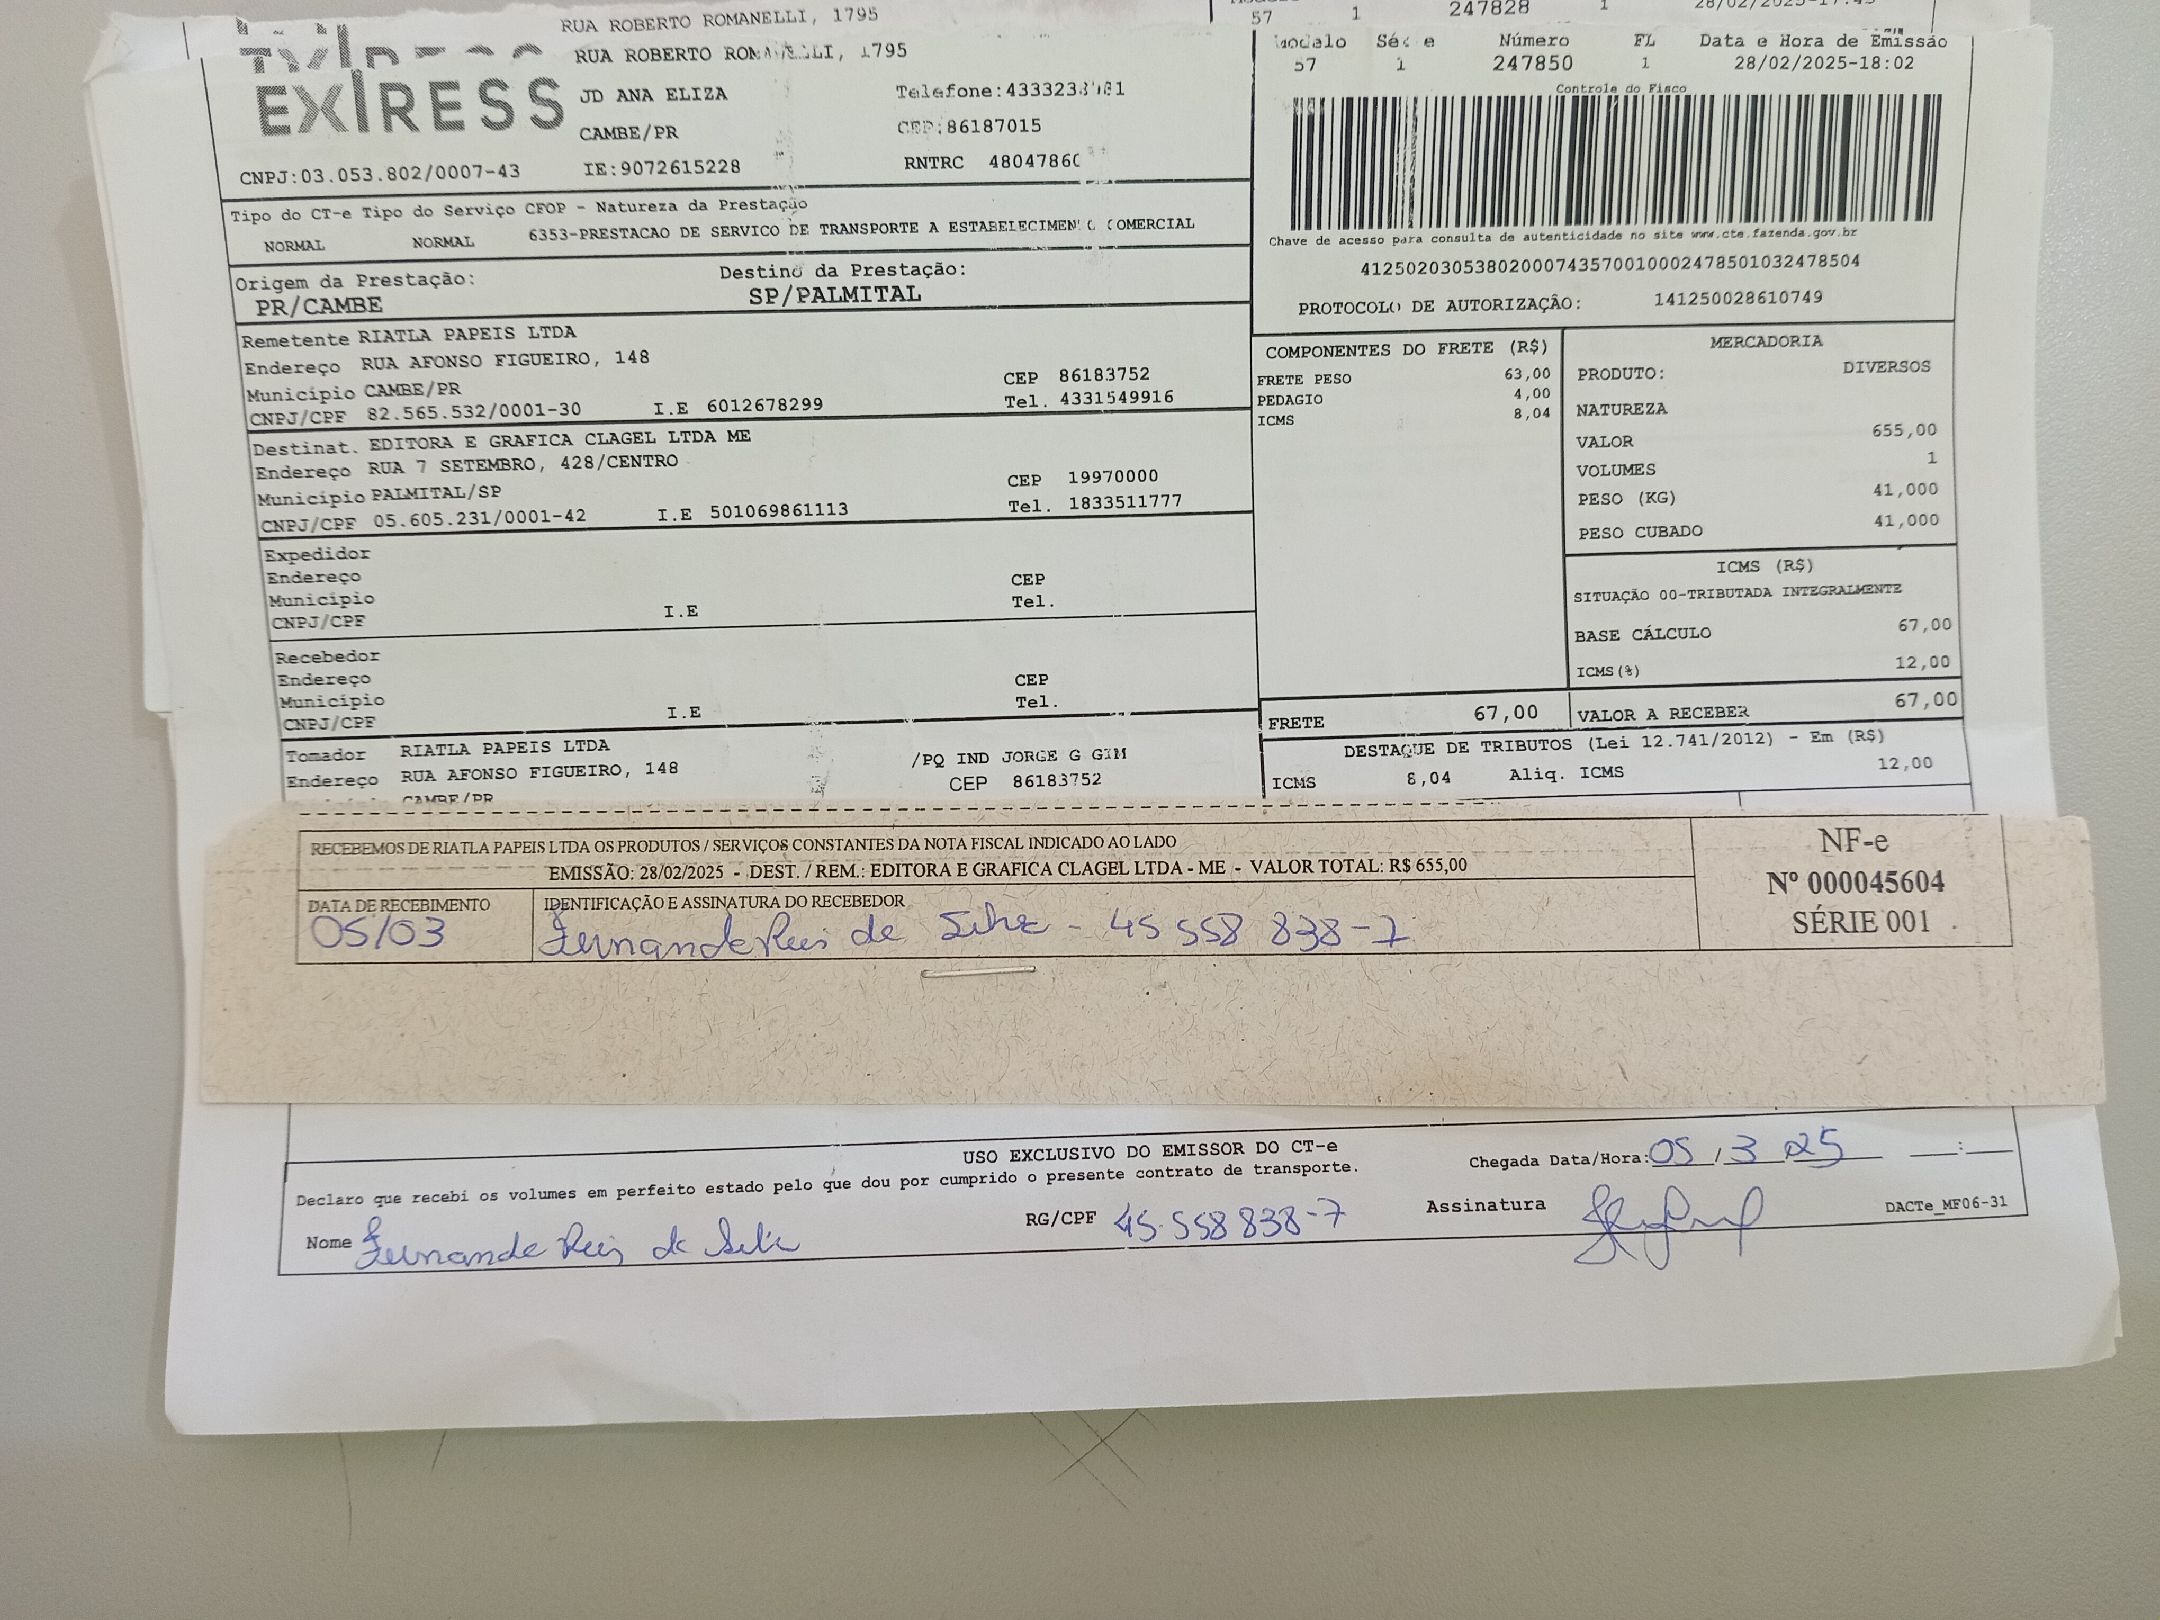 RUA ROBERTO ROMANELLI, 1795
57 1 247828 1
RUA ROBERTO ROMANELLI, 1795
EXPRESS
JD ANA ELIZA
CAMBE/PR CEP:86187015
CNPJ:03.053.802/0007-43 IE:9072615228 RNTRC 4804786
Modelo Série Número FL Data e Hora de Emissão
57 1 247850 1 28/02/2025-18:02
Controle do Fisco
Chave de acesso para consulta de autenticidade no site www.cte.fazenda.gov.br
41250203053802000743570010002478501032478504
PROTOCOLO DE AUTORIZAÇÃO: 141250028610749
Tipo do CT-e Tipo do Serviço CFOP - Natureza da Prestação
NORMAL NORMAL 6353-PRESTACAO DE SERVICO DE TRANSPORTE A ESTABELECIMENTO COMERCIAL
Origem da Prestação: Destino da Prestação:
PR/CAMBE SP/PALMITAL
Remetente RIATLA PAPEIS LTDA
Endereço RUA AFONSO FIGUEIRO, 148
Município CAMBE/PR CEP 86183752
CNPJ/CPF 82.565.532/0001-30 I.E 6012678299 Tel. 4331549916
Destinat. EDITORA E GRAFICA CLAGEL LTDA ME
Endereço RUA 7 SETEMBRO, 428/CENTRO
Município PALMITAL/SP CEP 19970000
CNPJ/CPF 05.605.231/0001-42 I.E 501069861113 Tel. 1833511777
Expedidor
Endereço
Município CEP
CNPJ/CPF I.E Tel.
Recebedor
Endereço
Município CEP
CNPJ/CPF I.E Tel.
Tomador RIATLA PAPEIS LTDA
Endereço RUA AFONSO FIGUEIRO, 148 /PQ IND JORGE G GIM
CAMBE/PR CEP 86183752
COMPONENTES DO FRETE (R$)
FRETE PESO 63,00
PEDAGIO 4,00
ICMS 8,04
MERCADORIA
PRODUTO: DIVERSOS
NATUREZA
VALOR 655,00
VOLUMES 1
PESO (KG) 41,000
PESO CUBADO 41,000
ICMS (R$)
SITUAÇÃO 00-TRIBUTADA INTEGRALMENTE
BASE CÁLCULO 67,00
ICMS(%) 12,00
FRETE 67,00 VALOR A RECEBER 67,00
DESTAQUE DE TRIBUTOS (Lei 12.741/2012) - Em (R$)
ICMS 8,04 Aliq. ICMS 12,00
RECEBEMOS DE RIATLA PAPEIS LTDA OS PRODUTOS / SERVIÇOS CONSTANTES DA NOTA FISCAL INDICADO AO LADO
EMISSÃO: 28/02/2025 - DEST. / REM.: EDITORA E GRAFICA CLAGEL LTDA - ME - VALOR TOTAL: R$ 655,00
DATA DE RECEBIMENTO IDENTIFICAÇÃO E ASSINATURA DO RECEBEDOR
05/03 Fernande Reis de Silva - 45 558 838-7
NF-e
Nº 000045604
SÉRIE 001
USO EXCLUSIVO DO EMISSOR DO CT-e
Declaro que recebi os volumes em perfeito estado pelo que dou por cumprido o presente contrato de transporte.
Chegada Data/Hora: 05/3 25 :
Nome Fernande Reis de Silva RG/CPF 45.558 838-7 Assinatura DACTe_MF06-31